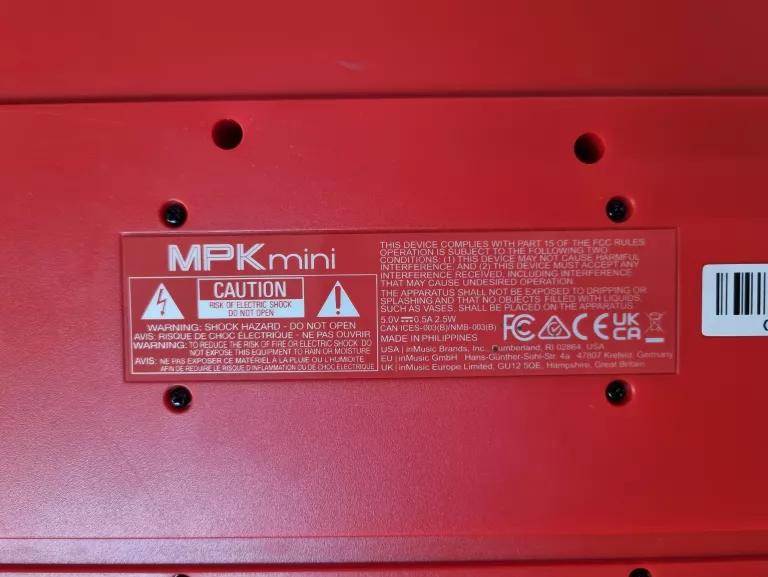 MPKmini
CAUTION
RISK OF ELECTRIC SHOCK
DO NOT OPEN
WARNING: SHOCK HAZARD - DO NOT OPEN
AVIS: RISQUE DE CHOC ÉLECTRIQUE - NE PAS OUVRIR
WARNING: TO REDUCE THE RISK OF FIRE OR ELECTRIC SHOCK DO
NOT EXPOSE THIS EQUIPMENT TO RAIN OR MOISTURE
AVIS: NE PAS EXPOSER CE MATÉRIEL À LA PLUIE OU L'HUMIDITÉ
AFIN DE RÉDUIRE LE RISQUE D'INFLAMMATION OU DE CHOC ÉLECTRIQUE
THIS DEVICE COMPLIES WITH PART 15 OF THE FCC RULES
OPERATION IS SUBJECT TO THE FOLLOWING TWO
CONDITIONS: (1) THIS DEVICE MAY NOT CAUSE HARMFUL
INTERFERENCE, AND (2) THIS DEVICE MUST ACCEPT ANY
INTERFERENCE RECEIVED, INCLUDING INTERFERENCE
THAT MAY CAUSE UNDESIRED OPERATION.
THE APPARATUS SHALL NOT BE EXPOSED TO DRIPPING OR
SPLASHING AND THAT NO OBJECTS FILLED WITH LIQUIDS,
SUCH AS VASES, SHALL BE PLACED ON THE APPARATUS
5.0V 0.5A 2.5W
CAN ICES-003(B)/NMB-003(B)
FC CE UK CA
MADE IN PHILIPPINES
USA | inMusic Brands, Inc. Cumberland, RI 02864, USA
EU | inMusic GmbH Hans-Günther-Sohl-Str. 4a 47807 Krefeld, Germany
UK | inMusic Europe Limited, GU12 5QE, Hampshire, Great Britain